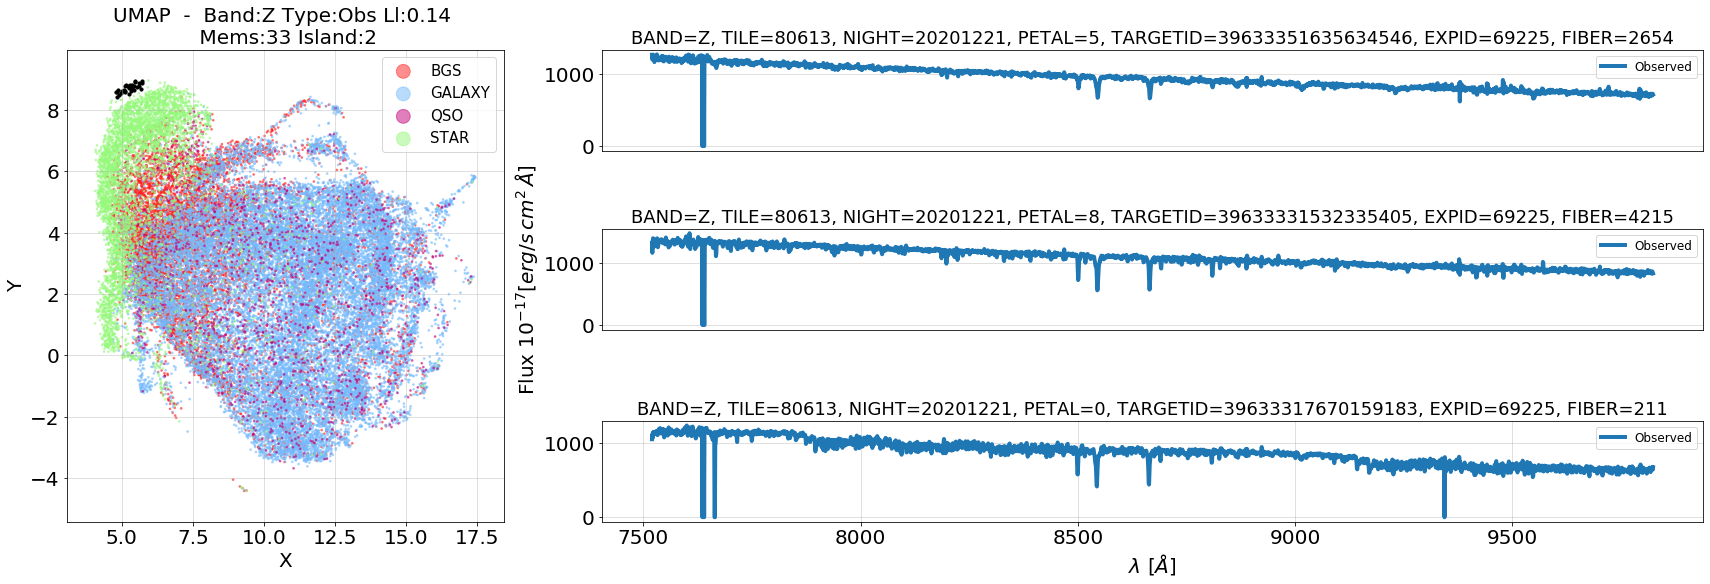 UMAP  -  Band:Z Type:Obs Ll:0.14
Mems:33 Island:2
BGS
GALAXY
QSO
STAR
8
6
4
2
0
−2
−4
Y
5.0 7.5 10.0 12.5 15.0 17.5
X
Flux 10⁻¹⁷[erg/s cm² Å]
BAND=Z, TILE=80613, NIGHT=20201221, PETAL=5, TARGETID=39633351635634546, EXPID=69225, FIBER=2654
1000
0
Observed
BAND=Z, TILE=80613, NIGHT=20201221, PETAL=8, TARGETID=39633331532335405, EXPID=69225, FIBER=4215
1000
0
Observed
BAND=Z, TILE=80613, NIGHT=20201221, PETAL=0, TARGETID=39633317670159183, EXPID=69225, FIBER=211
1000
0
Observed
7500 8000 8500 9000 9500
λ [Å]